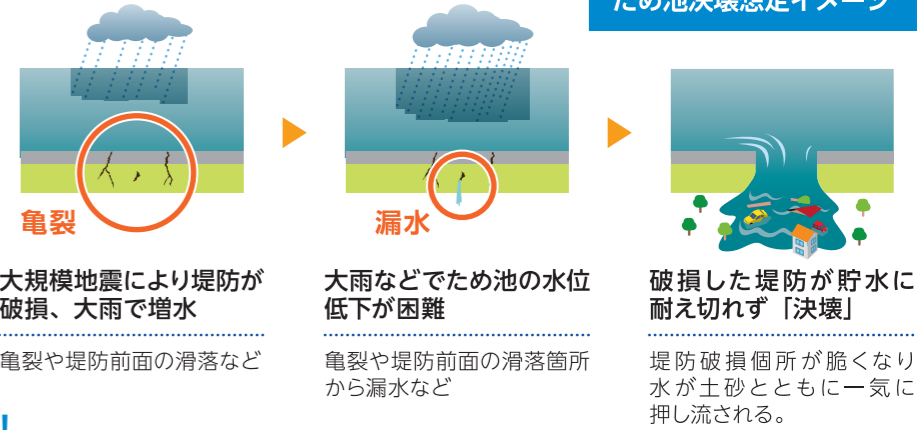 ため池決壊想定イメージ
亀裂
大規模地震により堤防が
破損、大雨で増水
亀裂や堤防前面の滑落など
漏水
大雨などでため池の水位
低下が困難
亀裂や堤防前面の滑落箇所
から漏水など
破損した堤防が貯水に
耐え切れず「決壊」
堤防破損個所が脆くなり
水が土砂とともに一気に
押し流される。
!